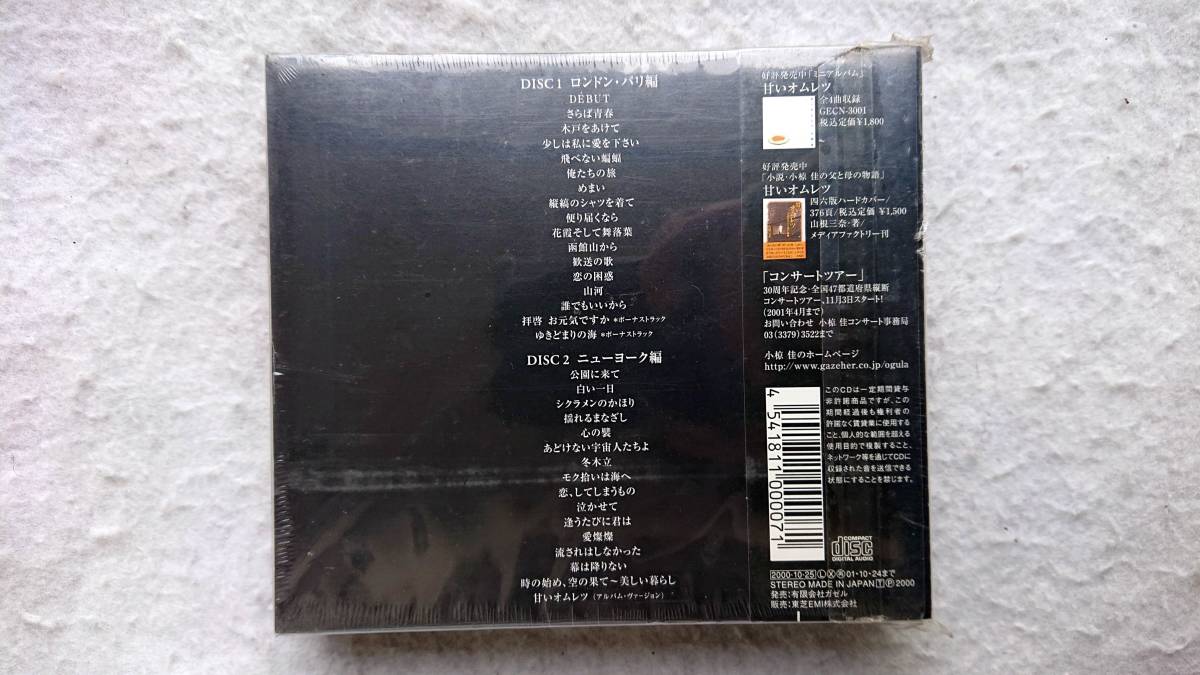 DISC 1 ロンドン・パリ編
DÉBUT
さらば青春
木戸をあけて
少しは私に愛を下さい
飛べない蝙蝠
俺たちの旅
めまい
縦縞のシャツを着て
便り届くなら
花霞そして舞落葉
函館山から
歓送の歌
恋の困惑
山河
誰でもいいから
拝啓 お元気ですか *ボーナストラック
ゆきどまりの海 *ボーナストラック
DISC 2 ニューヨーク編
公園に来て
白い一日
シクラメンのかほり
揺れるまなざし
心の襞
あどけない宇宙人たちよ
冬木立
モク拾いは海へ
恋、してしまうもの
泣かせて
逢うたびに君は
愛燦燦
流されはしなかった
幕は降りない
時の始め、空の果て〜美しい暮らし
甘いオムレツ (アルバム・ヴァージョン)
好評発売中「ミニアルバム」
甘いオムレツ
全4曲収録
GECN-3001
税込定価¥1,800
好評発売中
「小説・小椋 佳の父と母の物語」
甘いオムレツ
四六版ハードカバー/
376頁/税込定価 ¥1,500
山根三奈・著/
メディアファクトリー刊
「コンサートツアー」
30周年記念・全国47都道府県縦断
コンサートツアー、11月3日スタート!
(2001年4月まで)
お問い合わせ 小椋 佳コンサート事務局
03(3379)3522まで
小椋 佳のホームページ
http://www.gazeher.co.jp/ogula
このCDは一定期間貸与
非許諾商品ですが、この
期間経過後も権利者の
許諾なく賃貸業に使用する
こと、個人的な範囲を超える
使用目的で複製すること、
ネットワーク等を通じてCDに
収録された音を送信できる
状態にすることを禁じます。
4 541811 000071
COMPACT
disc
DIGITAL AUDIO
2000・10・25 Ⓛ Ⓧ Ⓡ 01・10・24まで
STEREO MADE IN JAPAN Ⓣ Ⓟ 2000
発売:有限会社ガゼル
販売:東芝EMI株式会社